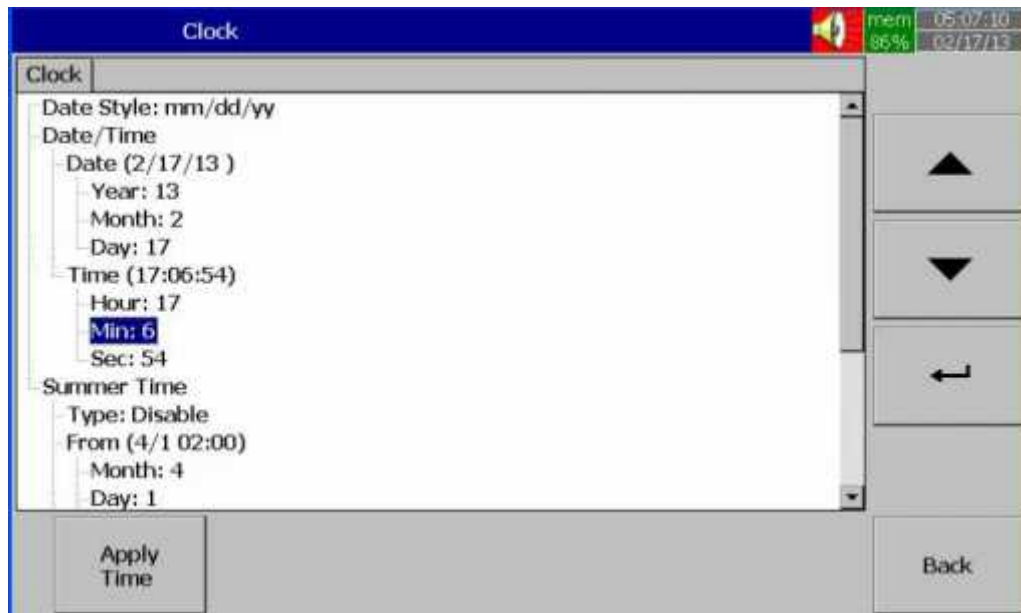 Clock
mem 05:07:10
86% 02/17/13
Clock
Date Style: mm/dd/yy
Date/Time
Date (2/17/13 )
Year: 13
Month: 2
Day: 17
Time (17:06:54)
Hour: 17
Min: 6
Sec: 54
Summer Time
Type: Disable
From (4/1 02:00)
Month: 4
Day: 1
Apply
Time
Back